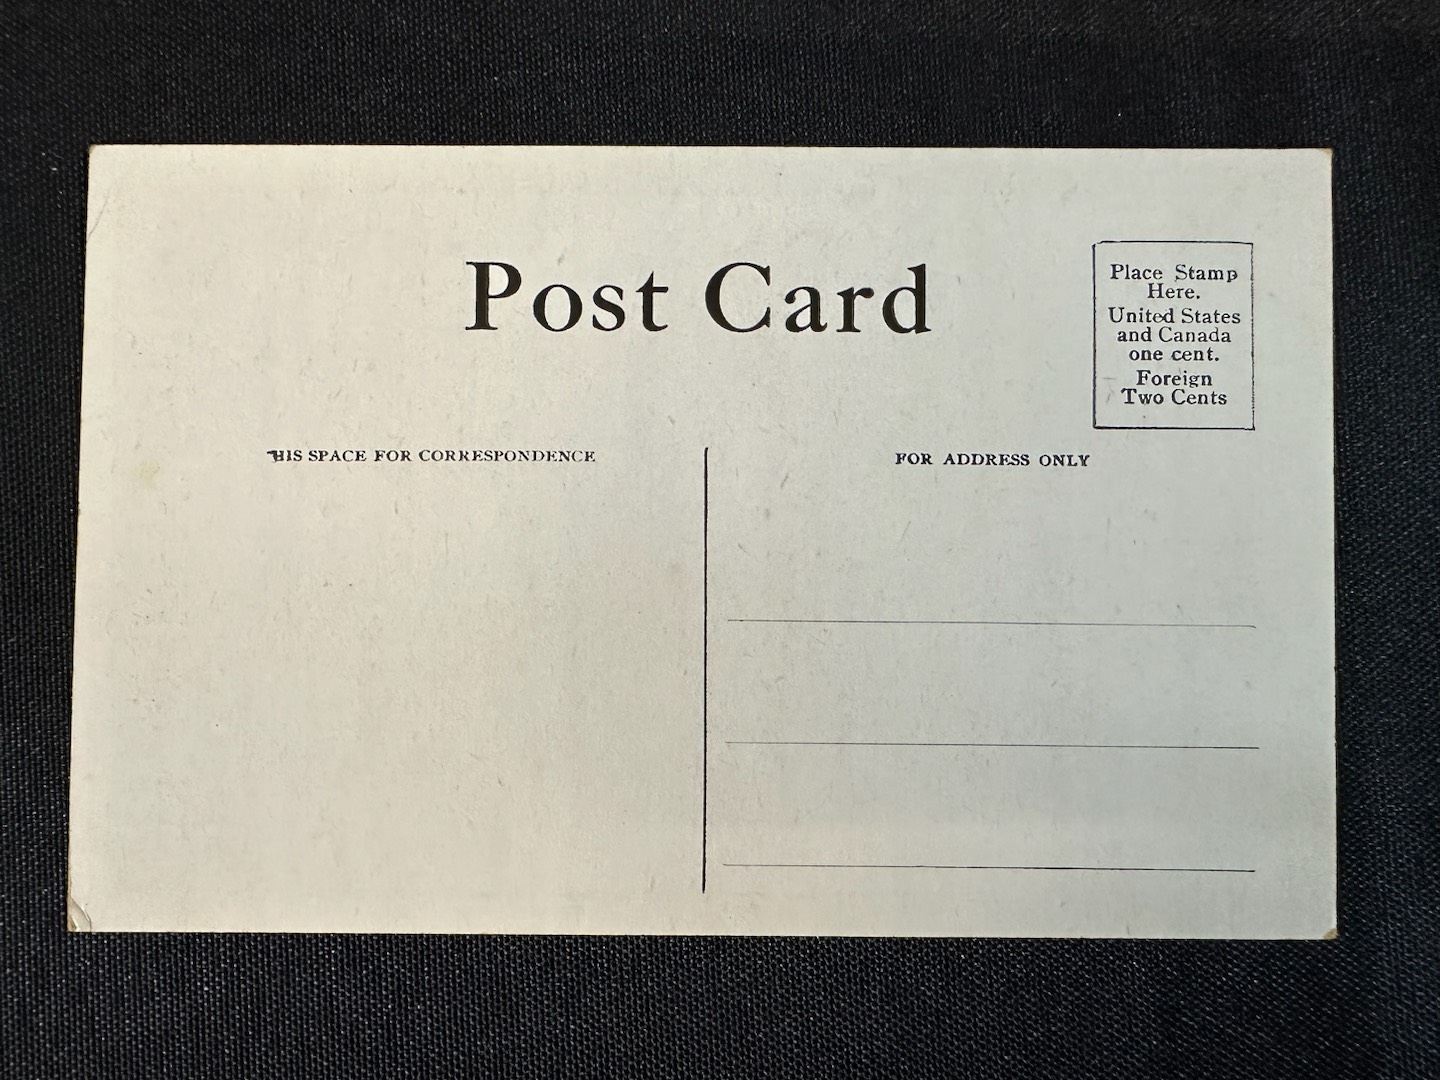 Post Card
Place Stamp
Here.
United States
and Canada
one cent.
Foreign
Two Cents
THIS SPACE FOR CORRESPONDENCE
FOR ADDRESS ONLY